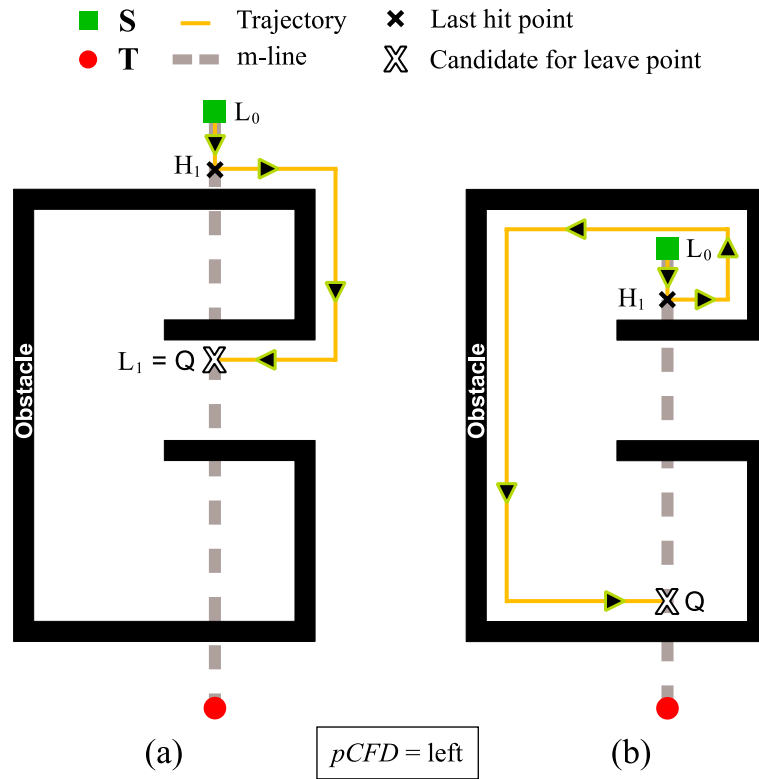 S Trajectory Last hit point
T m-line Candidate for leave point
L₀
H₁
L₁ = Q
Obstacle
L₀
H₁
Obstacle
Q
(a)
pCFD = left
(b)